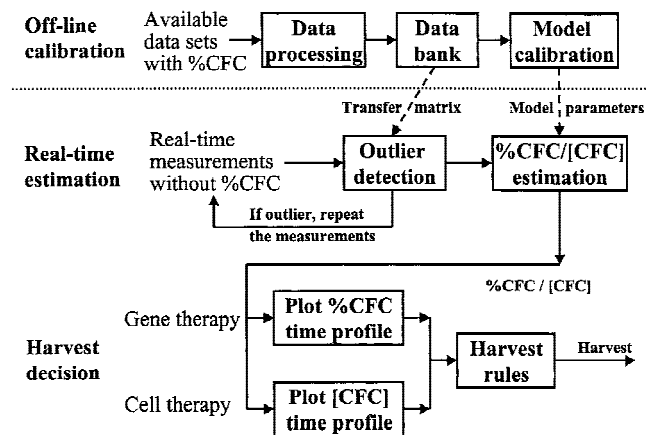 Off-line
calibration
Available
data sets
with %CFC
Data
processing
Data
bank
Model
calibration
Transfer matrix
Model parameters
Real-time
estimation
Real-time
measurements
without %CFC
Outlier
detection
%CFC/[CFC]
estimation
If outlier, repeat
the measurements
%CFC / [CFC]
Harvest
decision
Gene therapy
Plot %CFC
time profile
Cell therapy
Plot [CFC]
time profile
Harvest
rules
Harvest